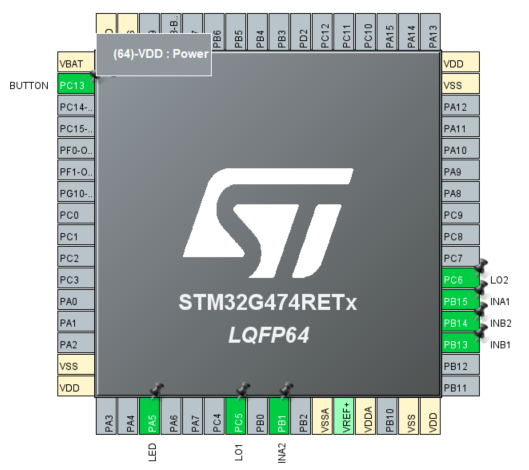 (64)-VDD : Power
PB6
PB5
PB4
PB3
PD2
PC12
PC11
PC10
PA15
PA14
PA13
VBAT
BUTTON PC13
PC14-..
PC15-..
PF0-O..
PF1-O..
PG10-..
PC0
PC1
PC2
PC3
PA0
PA1
PA2
VSS
VDD
VDD
VSS
PA12
PA11
PA10
PA9
PA8
PC9
PC8
PC7
PC6 LO2
PB15 INA1
PB14 INB2
PB13 INB1
PB12
PB11
STM32G474RETx
LQFP64
PA3
PA4
PA5
PA6
PA7
PC4
PC5
PB0
PB1
PB2
VSSA
VREF+
VDDA
PB10
VSS
VDD
LED
LO1
INA2